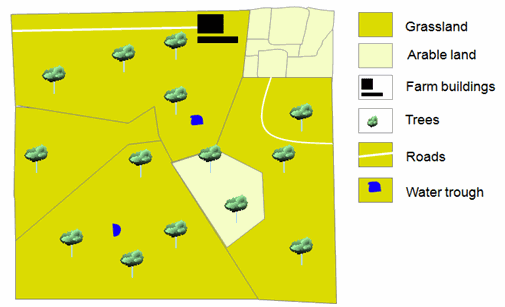 Grassland
Arable land
Farm buildings
Trees
Roads
Water trough